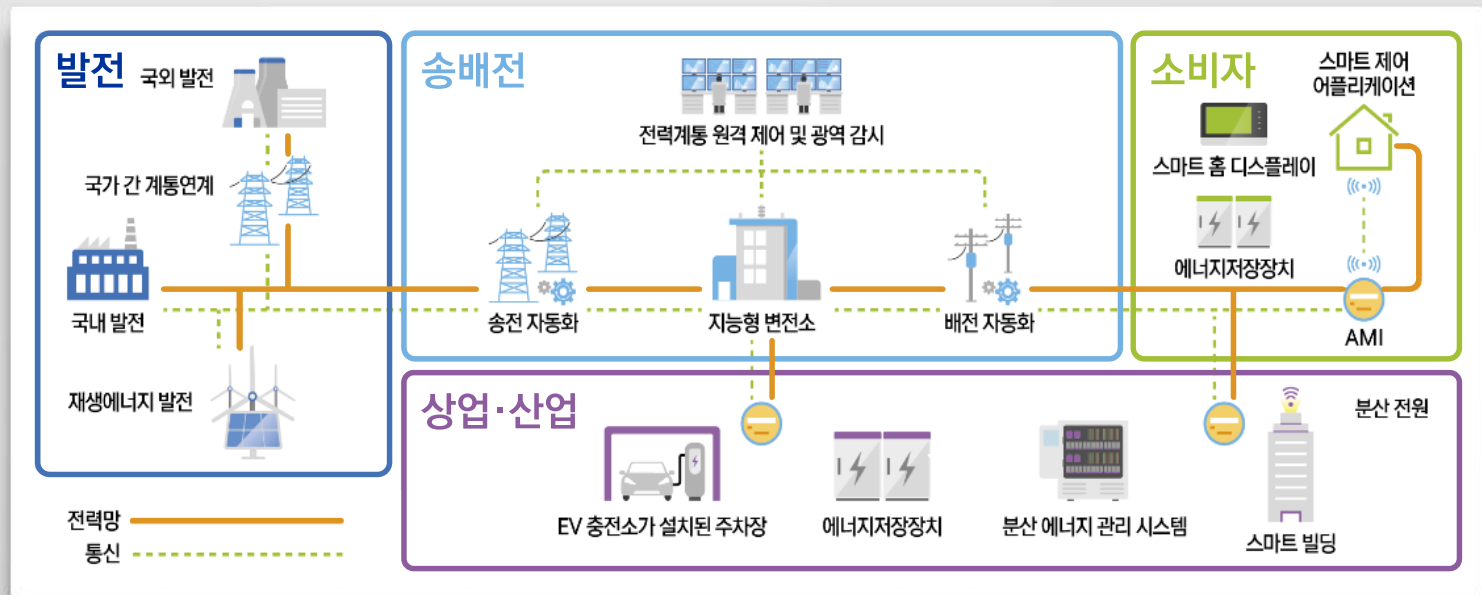 발전
국외 발전
국가 간 계통연계
국내 발전
재생에너지 발전
전력망
통신
송배전
전력계통 원격 제어 및 광역 감시
송전 자동화
지능형 변전소
배전 자동화
소비자
스마트 제어
어플리케이션
스마트 홈 디스플레이
에너지저장장치
AMI
상업·산업
분산 전원
EV 충전소가 설치된 주차장
에너지저장장치
분산 에너지 관리 시스템
스마트 빌딩